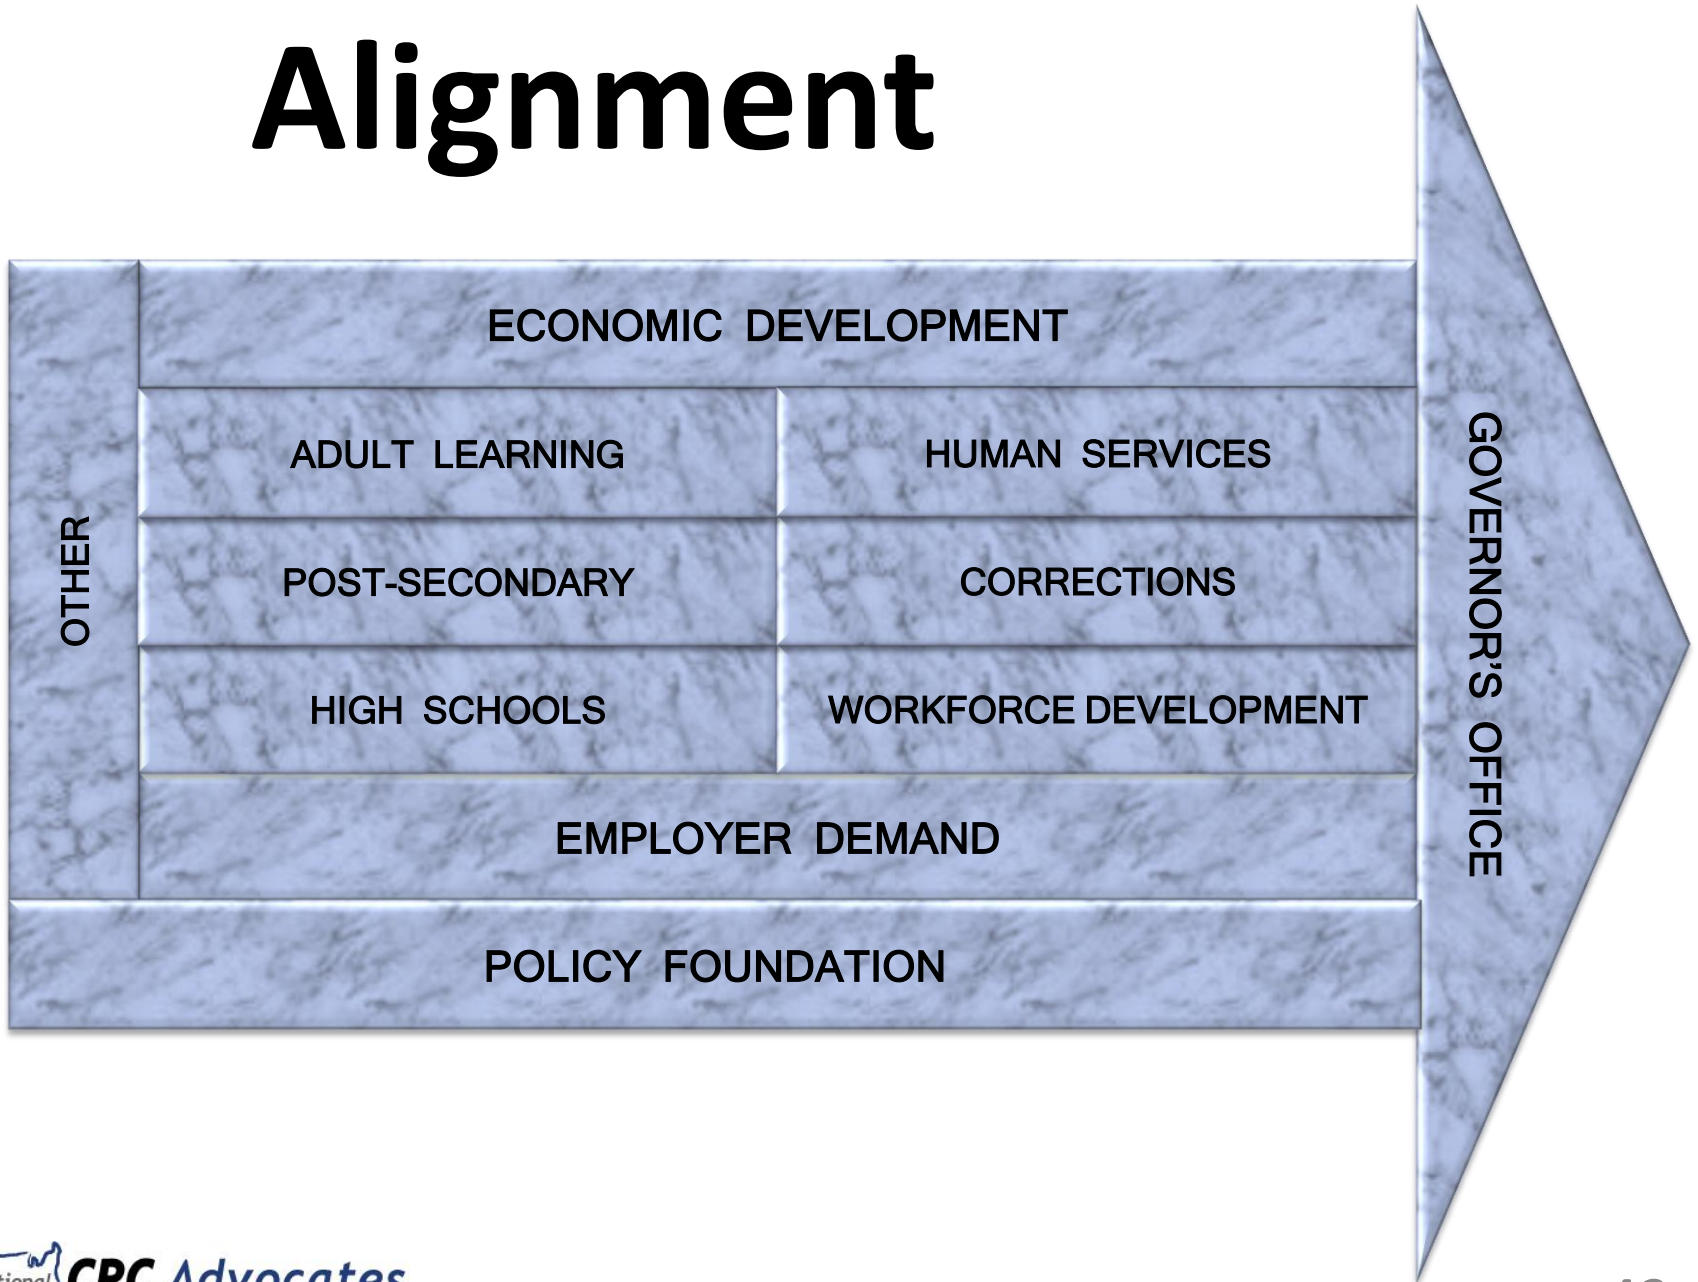 Alignment
ECONOMIC DEVELOPMENT
ADULT LEARNING
HUMAN SERVICES
POST-SECONDARY
CORRECTIONS
HIGH SCHOOLS
WORKFORCE DEVELOPMENT
EMPLOYER DEMAND
POLICY FOUNDATION
OTHER
GOVERNOR'S OFFICE
CRC Advocates